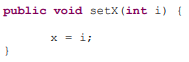 public void setX(int i) {
x = i;
}